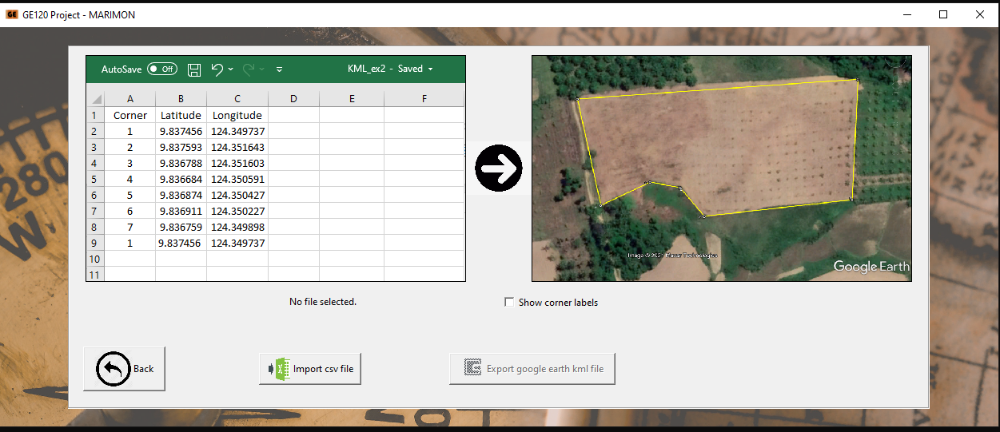 GE GE120 Project - MARIMON
AutoSave Off KML_ex2 - Saved
A B C D E F
1 Corner Latitude Longitude
2 1 9.837456 124.349737
3 2 9.837593 124.351643
4 3 9.836788 124.351603
5 4 9.836684 124.350591
6 5 9.836874 124.350427
7 6 9.836911 124.350227
8 7 9.836759 124.349898
9 1 9.837456 124.349737
10
11
Image © 2021 Maxar Technologies
Google Earth
No file selected.
Show corner labels
Back
Import csv file
Export google earth kml file
280
W